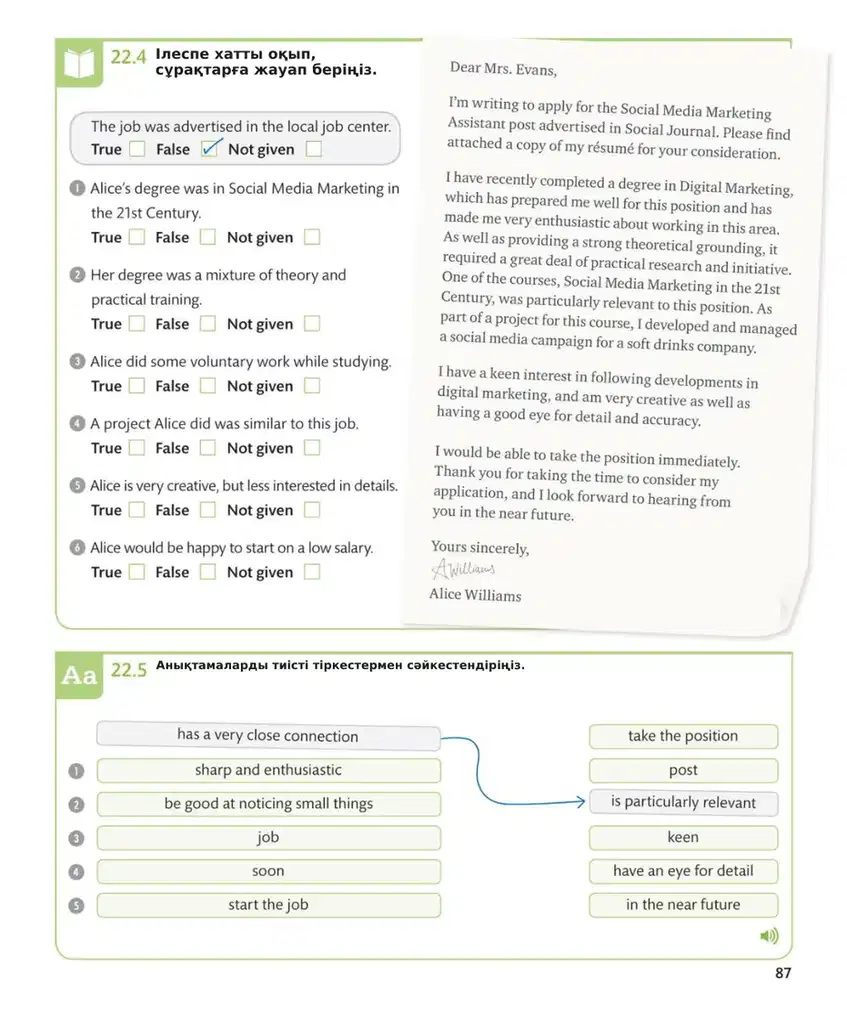 22.4 Ілеспе хатты оқып,
сұрақтарға жауап беріңіз.
The job was advertised in the local job center.
True False Not given
1 Alice's degree was in Social Media Marketing in
the 21st Century.
True False Not given
2 Her degree was a mixture of theory and
practical training.
True False Not given
3 Alice did some voluntary work while studying.
True False Not given
4 A project Alice did was similar to this job.
True False Not given
5 Alice is very creative, but less interested in details.
True False Not given
6 Alice would be happy to start on a low salary.
True False Not given
Dear Mrs. Evans,
I'm writing to apply for the Social Media Marketing
Assistant post advertised in Social Journal. Please find
attached a copy of my résumé for your consideration.
I have recently completed a degree in Digital Marketing,
which has prepared me well for this position and has
made me very enthusiastic about working in this area.
As well as providing a strong theoretical grounding, it
required a great deal of practical research and initiative.
One of the courses, Social Media Marketing in the 21st
Century, was particularly relevant to this position. As
part of a project for this course, I developed and managed
a social media campaign for a soft drinks company.
I have a keen interest in following developments in
digital marketing, and am very creative as well as
having a good eye for detail and accuracy.
I would be able to take the position immediately.
Thank you for taking the time to consider my
application, and I look forward to hearing from
you in the near future.
Yours sincerely,
AWilliams
Alice Williams
Aa 22.5 Анықтамаларды тиісті тіркестермен сәйкестендіріңіз.
has a very close connection
1 sharp and enthusiastic
2 be good at noticing small things
3 job
4 soon
5 start the job
take the position
post
is particularly relevant
keen
have an eye for detail
in the near future
87